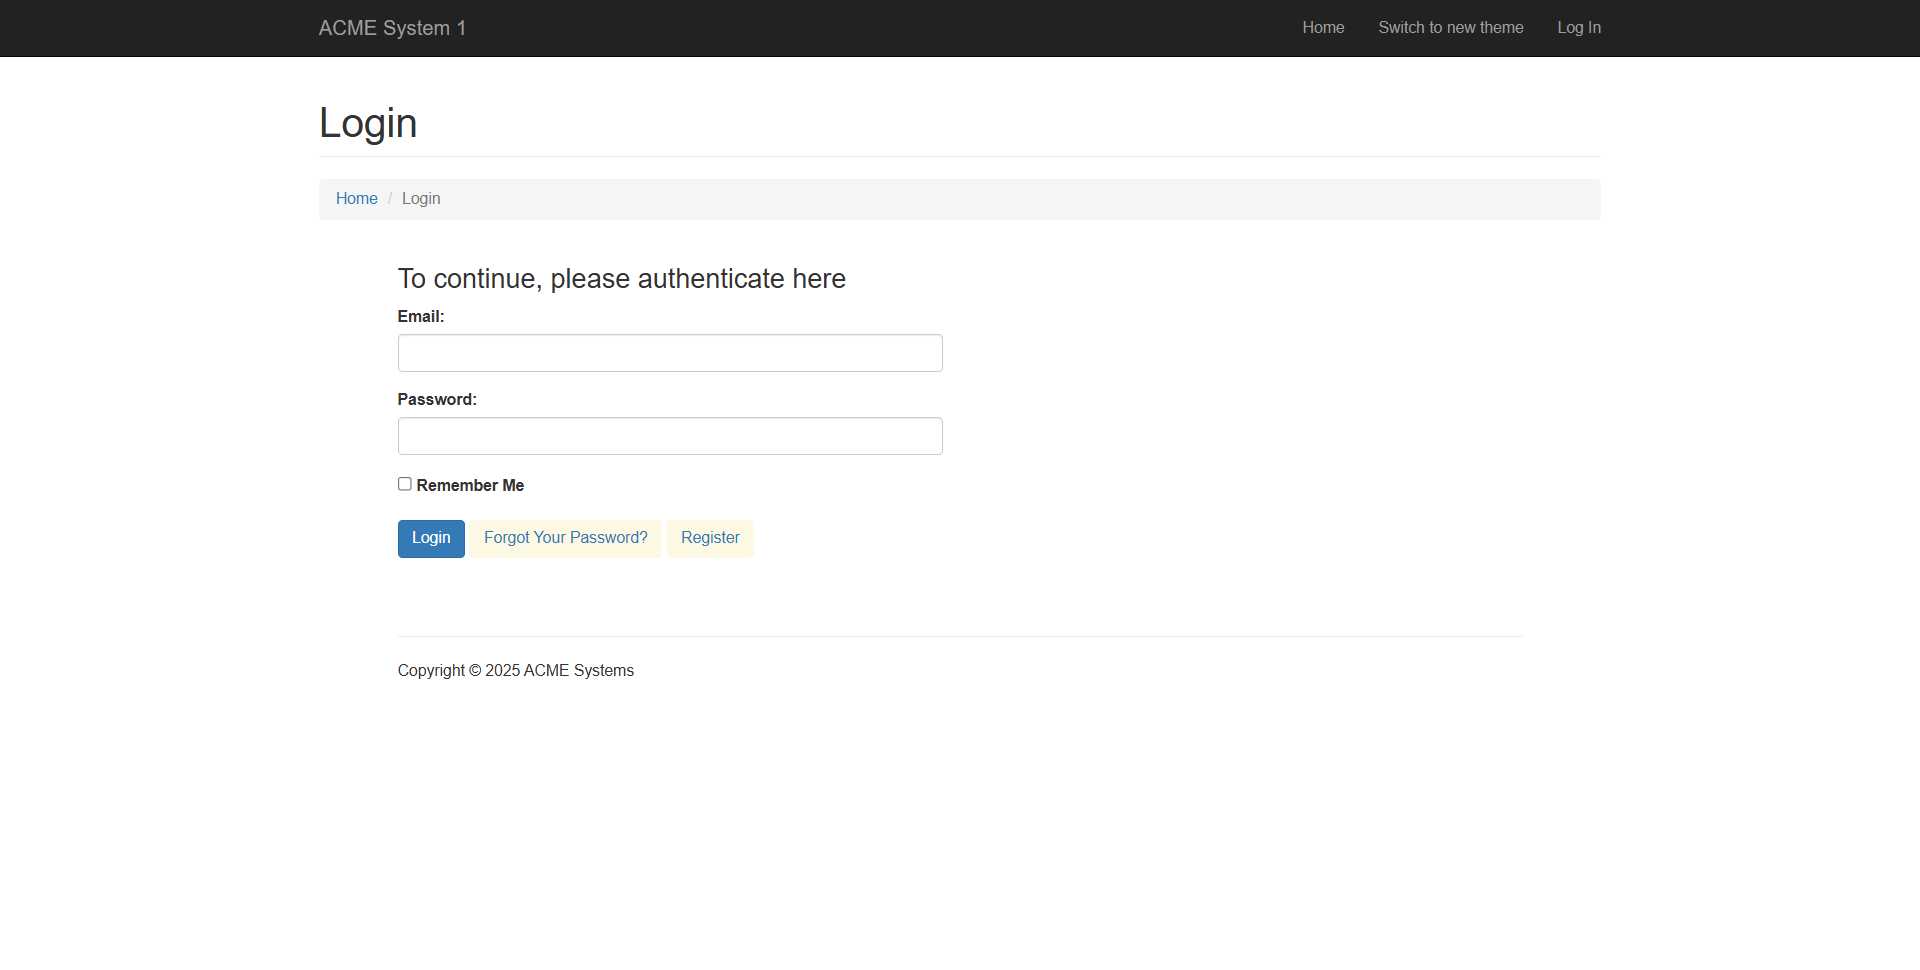 ACME System 1
Home Switch to new theme Log In
Login
Home / Login
To continue, please authenticate here
Email:
Password:
Remember Me
Login Forgot Your Password? Register
Copyright © 2025 ACME Systems